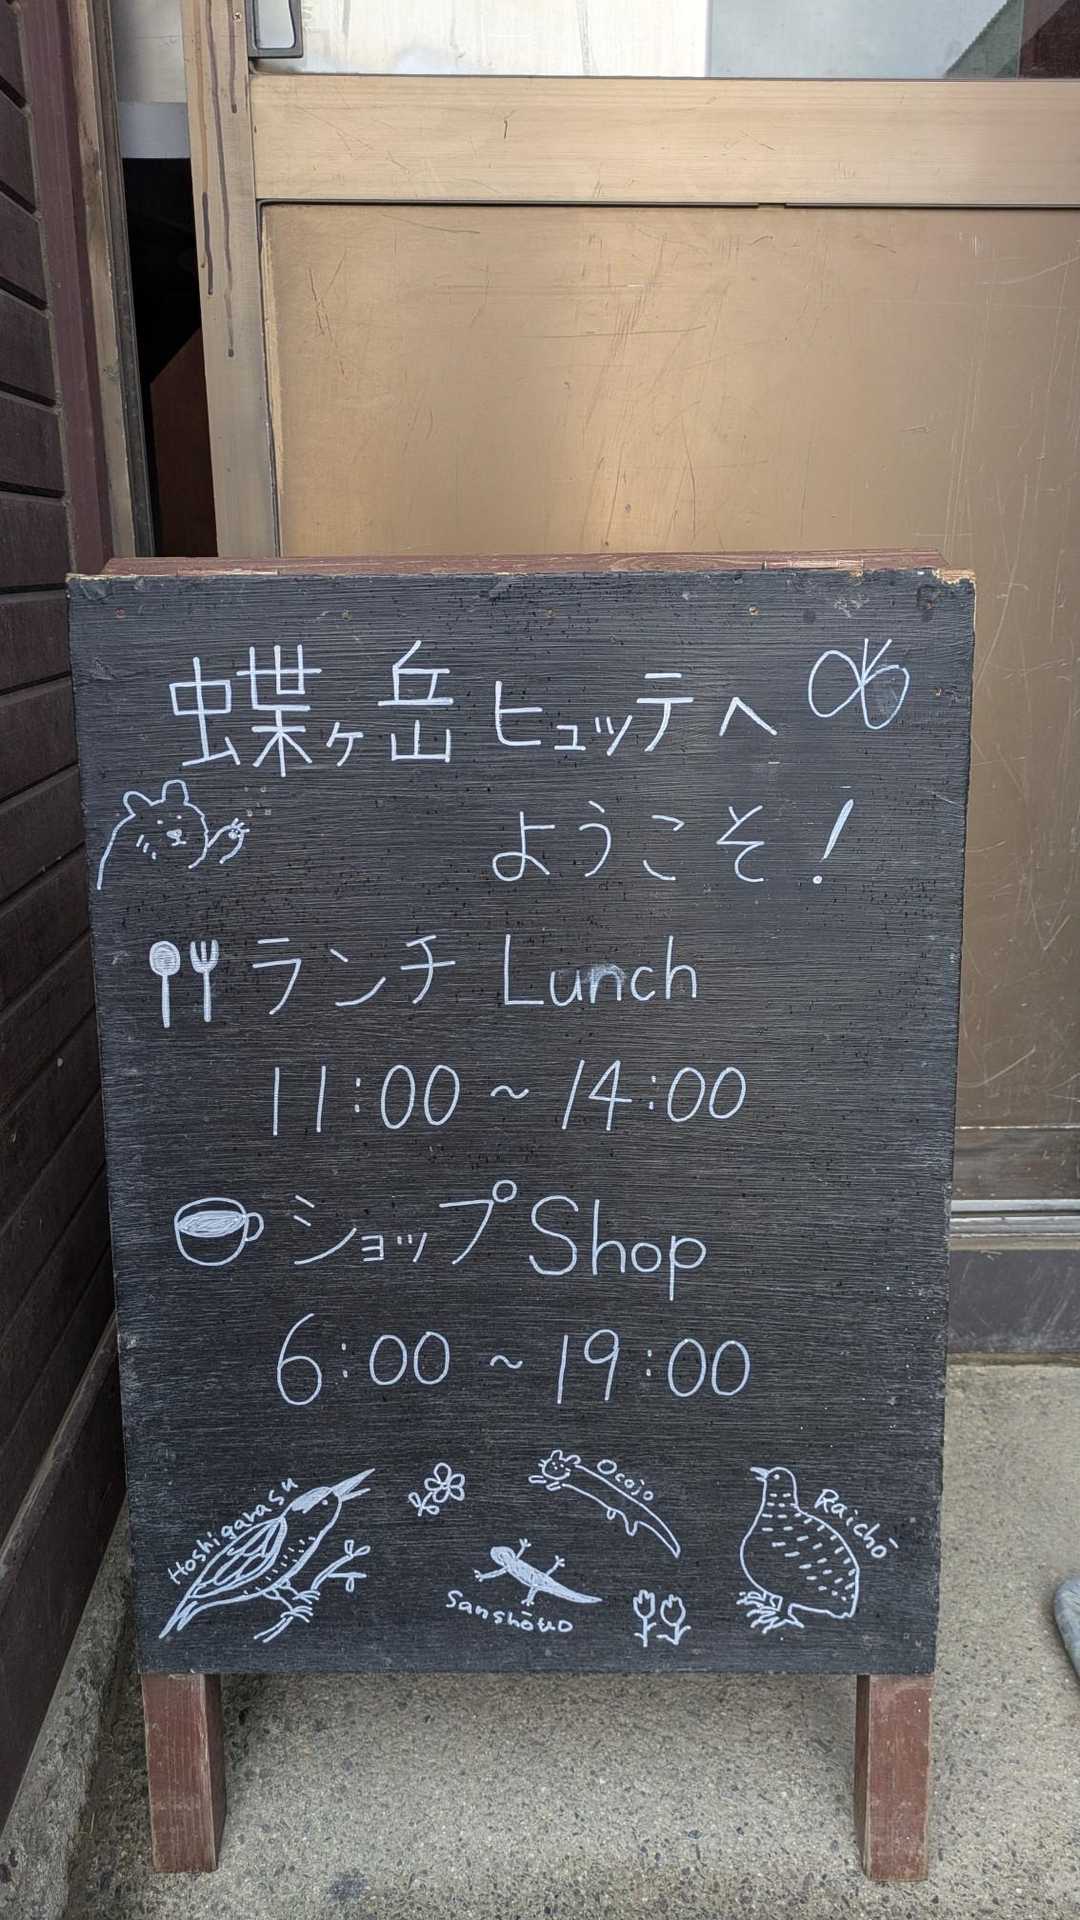 蝶ヶ岳ヒュッテへ
ようこそ!
ランチ Lunch
11:00~14:00
ショップ Shop
6:00~19:00
Hoshigarasu
Ocojo
Raichō
Sanshōuo